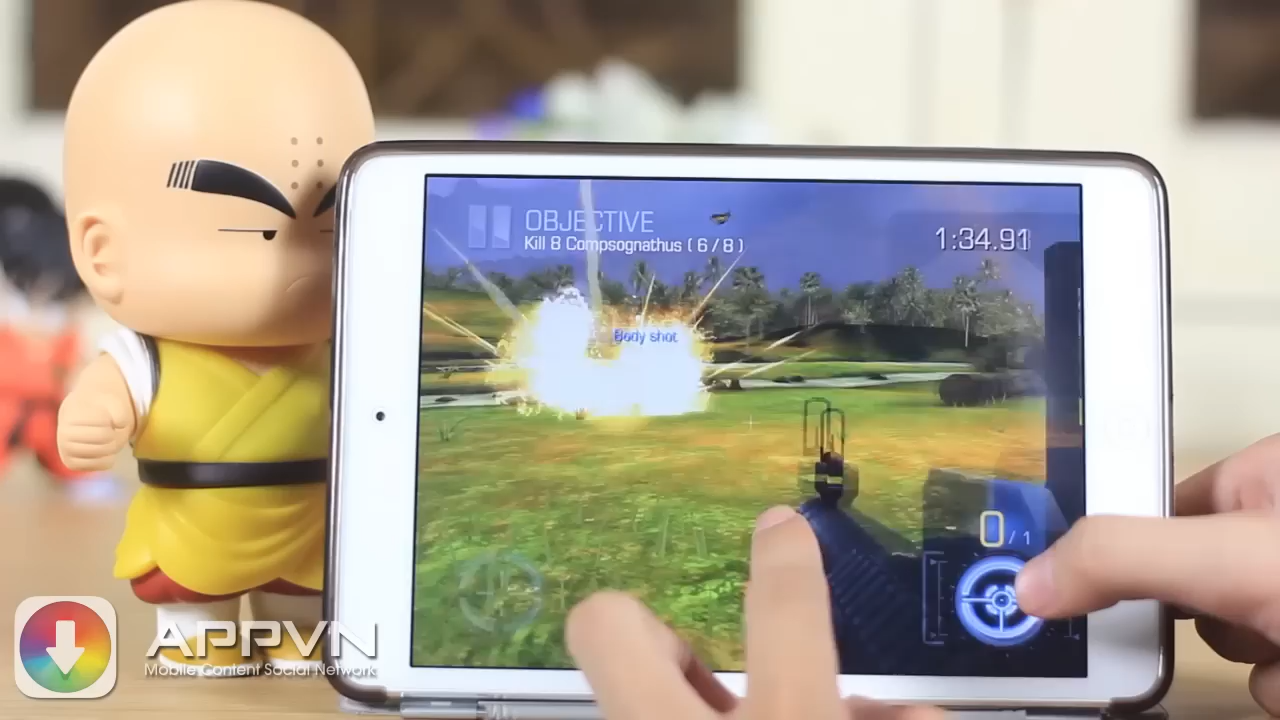 OBJECTIVE
Kill 8 Compsognathus ( 6 / 8 )
1:34.91
Body shot
0 / 1
APPVN
Mobile Content Social Network